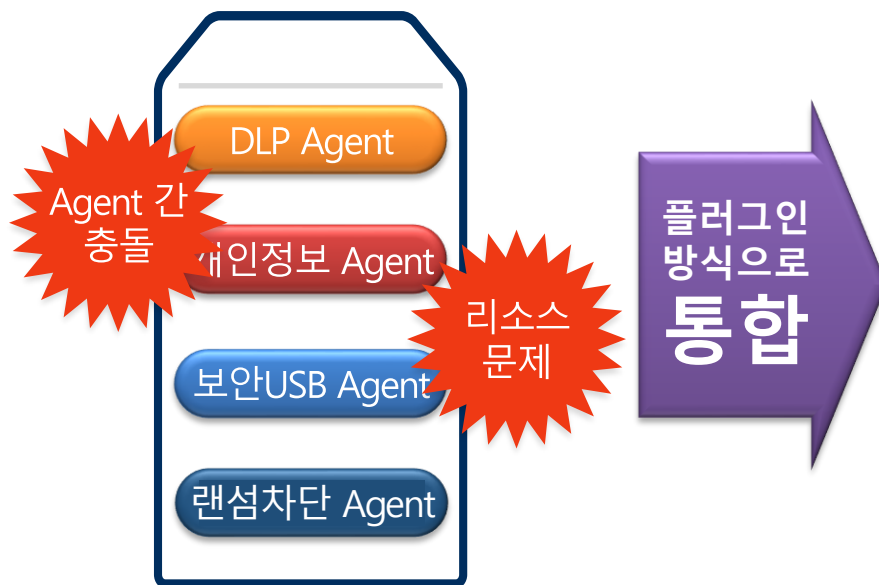 DLP Agent
Agent 간
충돌
개인정보 Agent
리소스
문제
보안USB Agent
랜섬차단 Agent
플러그인
방식으로
통합